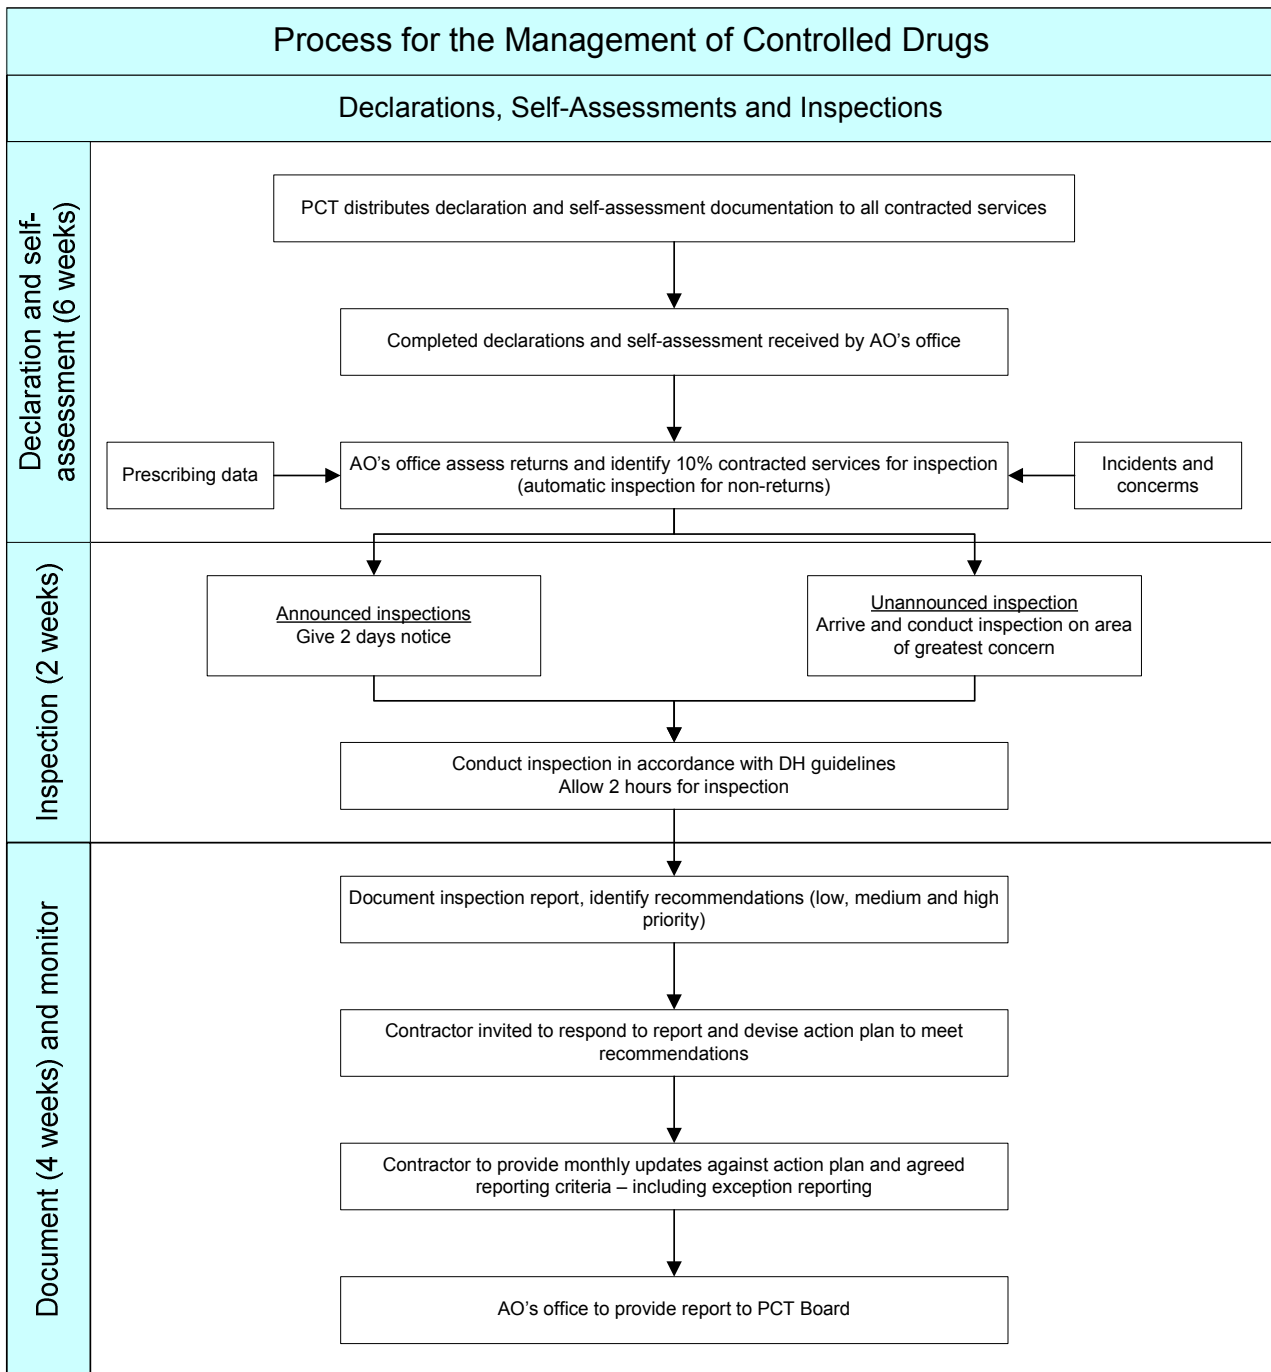 Process for the Management of Controlled Drugs
Declarations, Self-Assessments and Inspections
Declaration and self-
assessment (6 weeks)
PCT distributes declaration and self-assessment documentation to all contracted services
Completed declarations and self-assessment received by AO’s office
Prescribing data
AO’s office assess returns and identify 10% contracted services for inspection
(automatic inspection for non-returns)
Incidents and
concerms
Inspection (2 weeks)
Announced inspections
Give 2 days notice
Unannounced inspection
Arrive and conduct inspection on area
of greatest concern
Conduct inspection in accordance with DH guidelines
Allow 2 hours for inspection
Document (4 weeks) and monitor
Document inspection report, identify recommendations (low, medium and high
priority)
Contractor invited to respond to report and devise action plan to meet
recommendations
Contractor to provide monthly updates against action plan and agreed
reporting criteria – including exception reporting
AO’s office to provide report to PCT Board